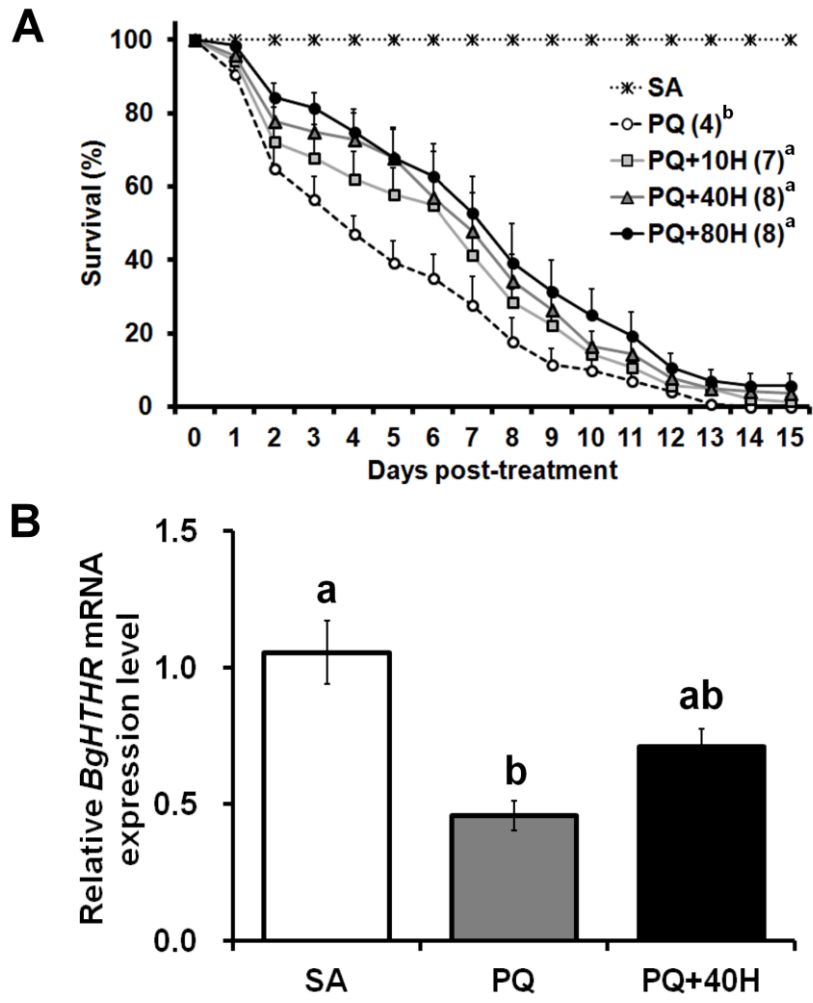 A
Survival (%)
100
80
60
40
20
0
SA
PQ (4)b
PQ+10H (7)a
PQ+40H (8)a
PQ+80H (8)a
0 1 2 3 4 5 6 7 8 9 10 11 12 13 14 15
Days post-treatment
B
Relative BgHTHR mRNA
expression level
1.5
1.0
0.5
0.0
a
b
ab
SA PQ PQ+40H